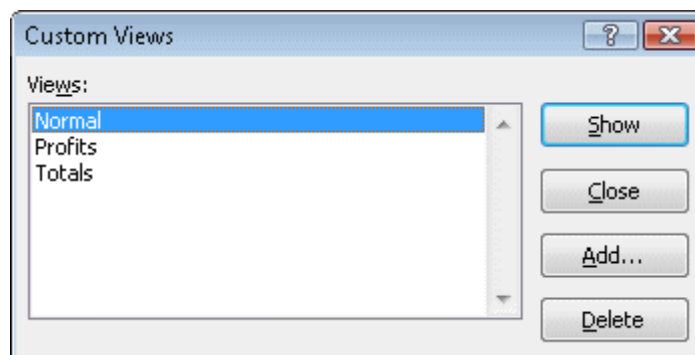 Custom Views
Views:
Normal
Profits
Totals
Show
Close
Add...
Delete